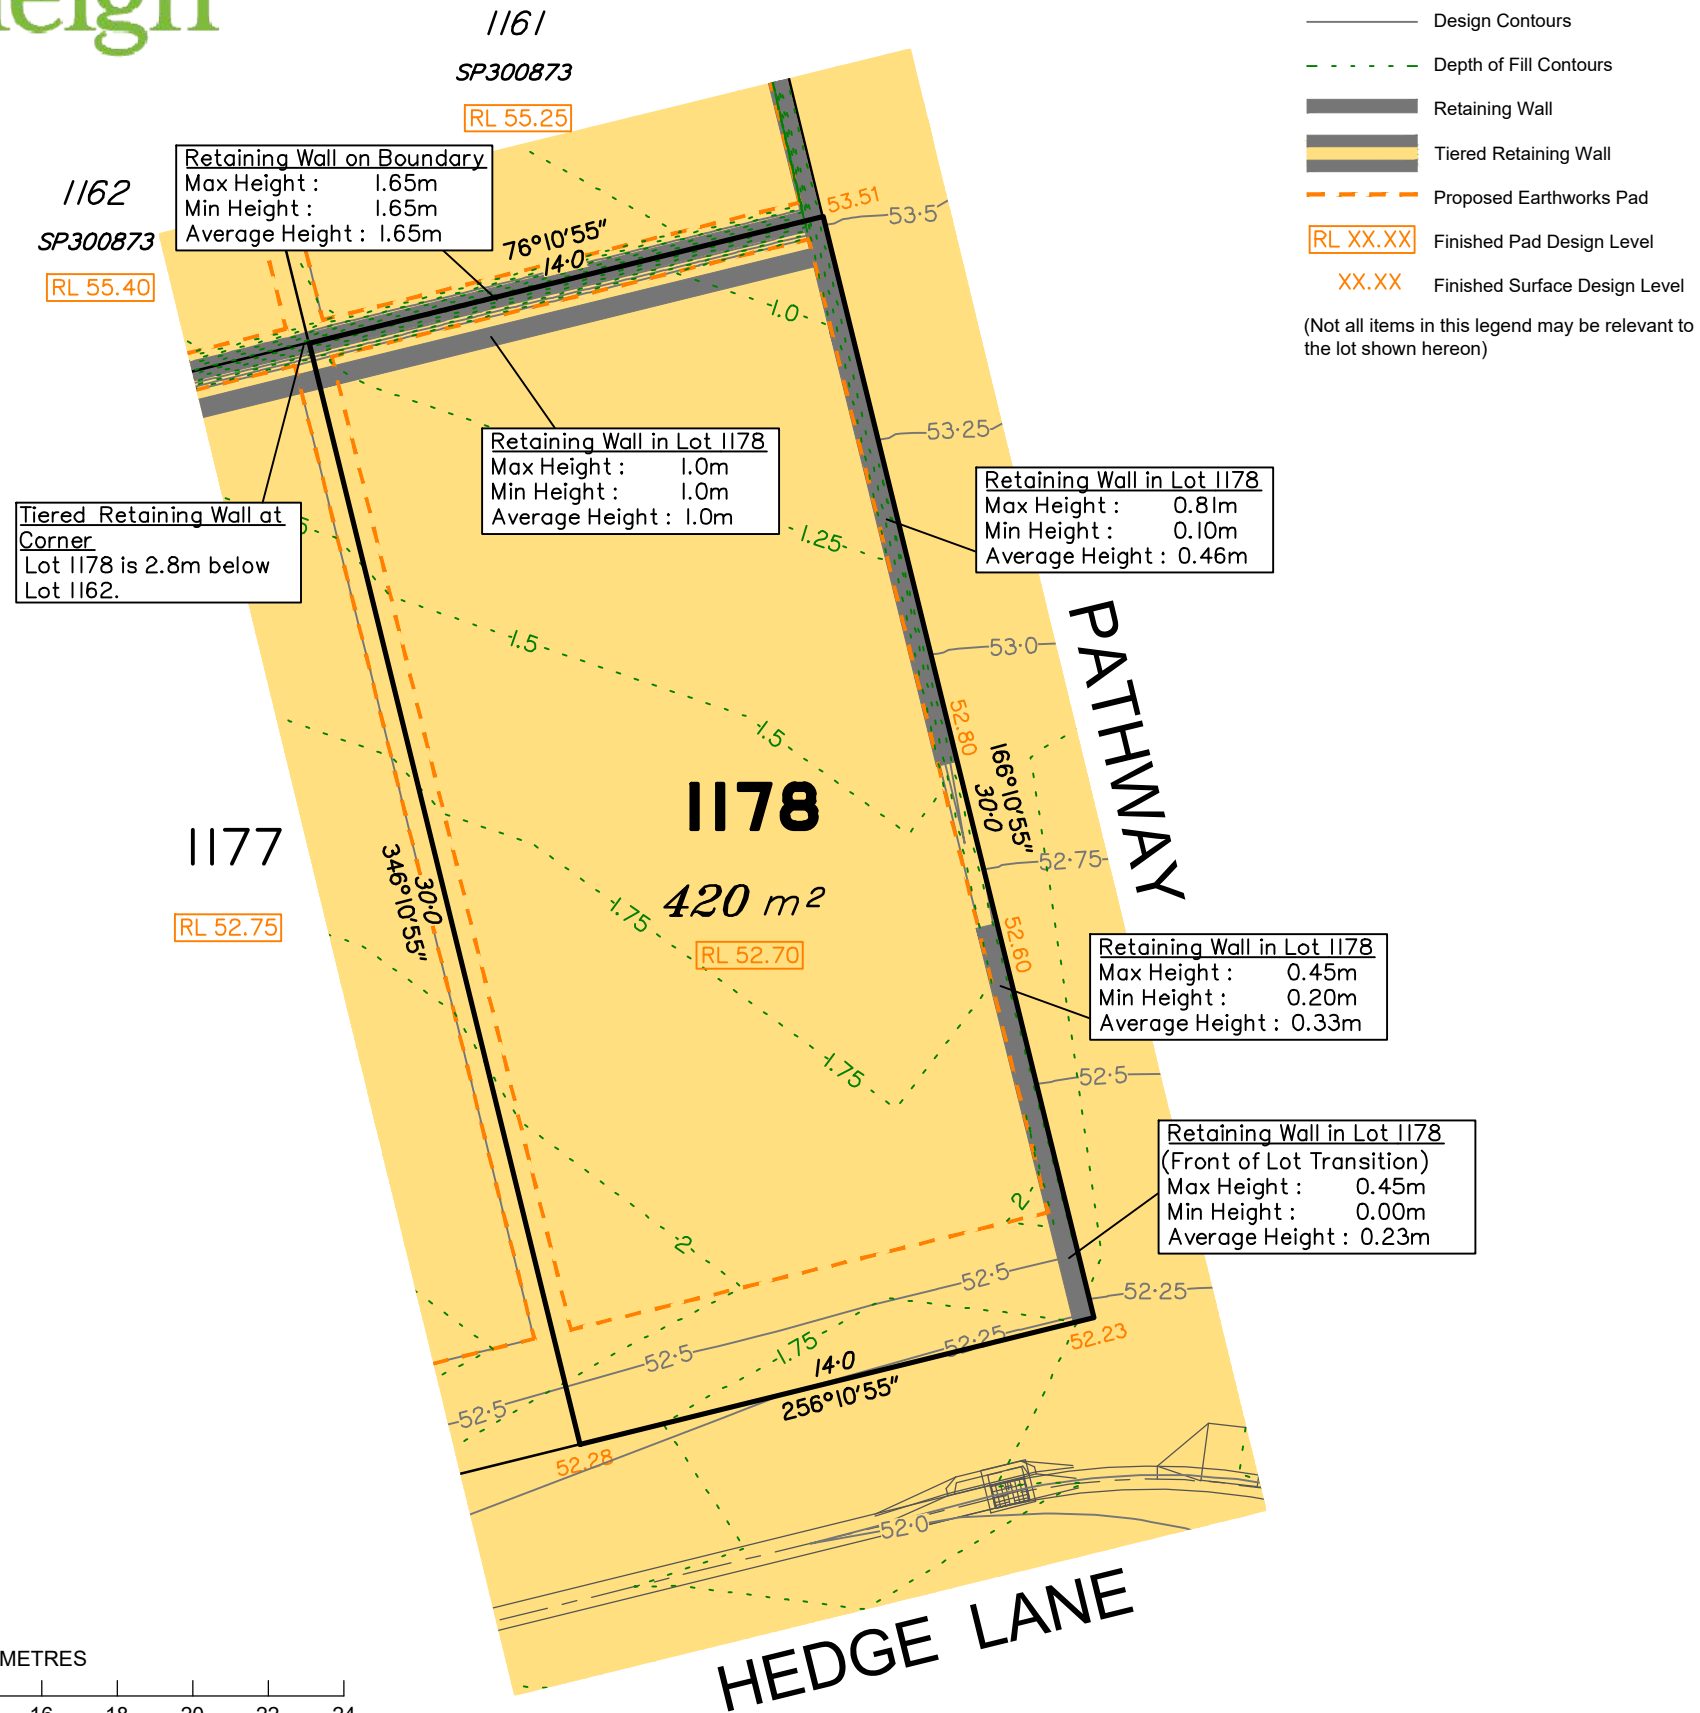 1161
SP300873
RL 55.25
1162
SP300873
RL 55.40
Retaining Wall on Boundary
Max Height : 1.65m
Min Height : 1.65m
Average Height : 1.65m
76°10'55"
14·0
53.51
53·5
Design Contours
Depth of Fill Contours
Retaining Wall
Tiered Retaining Wall
Proposed Earthworks Pad
RL XX.XX Finished Pad Design Level
XX.XX Finished Surface Design Level
(Not all items in this legend may be relevant to
the lot shown hereon)
1.0
53·25
Retaining Wall in Lot 1178
Max Height : 1.0m
Min Height : 1.0m
Average Height : 1.0m
Retaining Wall in Lot 1178
Max Height : 0.81m
Min Height : 0.10m
Average Height : 0.46m
Tiered Retaining Wall at
Corner
Lot 1178 is 2.8m below
Lot 1162.
1.25
1.5
53·0
PATHWAY
1.5
52.80
166°10'55"
30·0
1178
420 m²
RL 52.70
1177
RL 52.75
346°10'55"
30·0
52·75
1.75
52.60
Retaining Wall in Lot 1178
Max Height : 0.45m
Min Height : 0.20m
Average Height : 0.33m
1.75
52·5
Retaining Wall in Lot 1178
(Front of Lot Transition)
Max Height : 0.45m
Min Height : 0.00m
Average Height : 0.23m
2
2
52·5
52·25
52·25
52.23
1.75
52·5
14·0
256°10'55"
52·5
52.28
52·0
HEDGE LANE
METRES
16 18 20 22 24